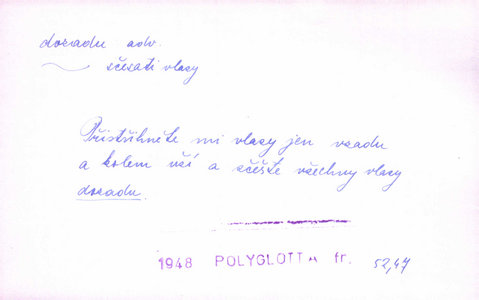 dozadu adv.
sčesati vlasy
Přistřihněte mi vlasy jen vzadu
a kolem uší a sčešte všechny vlasy
dozadu.
1948 POLYGLOTTA fr. 52,47